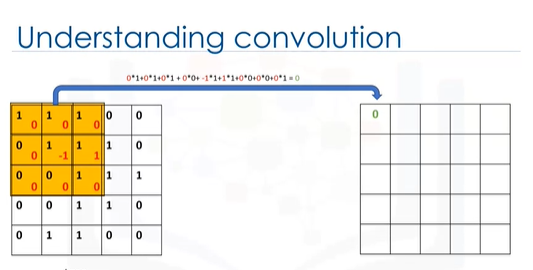 Understanding convolution
0*1+0*1+0*1 + 0*0+ -1*1+1*1+0*0+0*0+0*1 = 0
1 0 1 0 1 0 0 0
0 0 1 -1 1 1 1 0
0 0 0 0 1 0 1 1
0 0 1 1 0
0 1 1 0 0
0